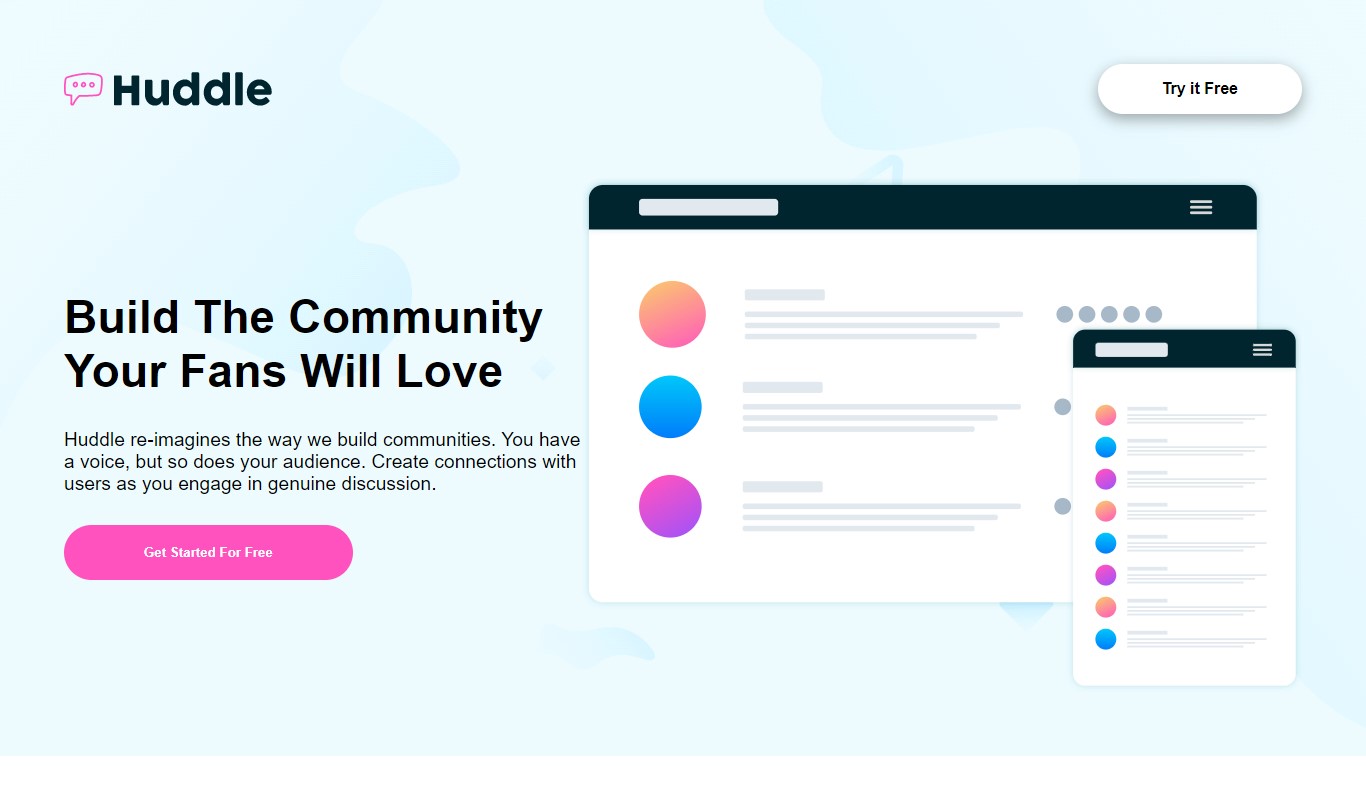 Huddle
Try it Free
Build The Community
Your Fans Will Love
Huddle re-imagines the way we build communities. You have
a voice, but so does your audience. Create connections with
users as you engage in genuine discussion.
Get Started For Free